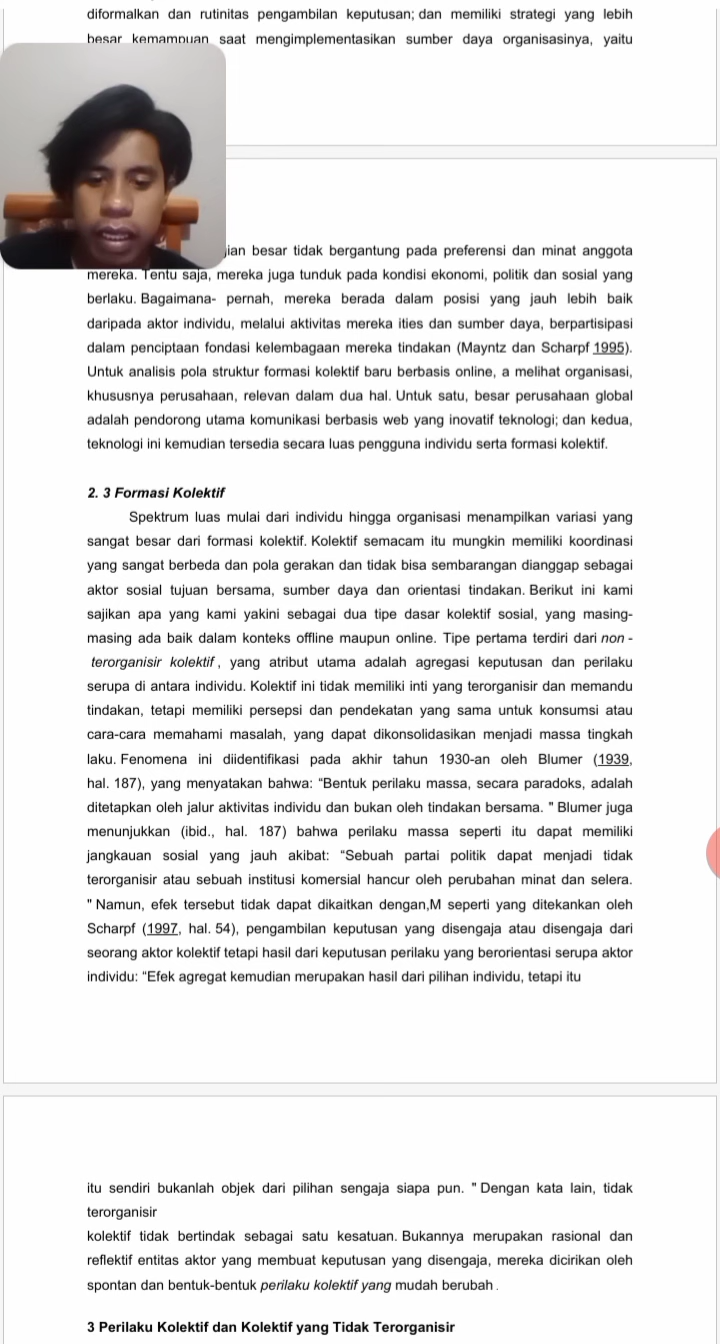 diformalkan dan rutinitas pengambilan keputusan; dan memiliki strategi yang lebih
besar kemampuan saat mengimplementasikan sumber daya organisasinya, yaitu
besar tidak bergantung pada preferensi dan minat anggota
mereka. Tentu saja, mereka juga tunduk pada kondisi ekonomi, politik dan sosial yang
berlaku. Bagaimana- pernah, mereka berada dalam posisi yang jauh lebih baik
daripada aktor individu, melalui aktivitas mereka ities dan sumber daya, berpartisipasi
dalam penciptaan fondasi kelembagaan mereka tindakan (Mayntz dan Scharpf 1995).
Untuk analisis pola struktur formasi kolektif baru berbasis online, a melihat organisasi,
khususnya perusahaan, relevan dalam dua hal. Untuk satu, besar perusahaan global
adalah pendorong utama komunikasi berbasis web yang inovatif teknologi; dan kedua,
teknologi ini kemudian tersedia secara luas pengguna individu serta formasi kolektif.
2. 3 Formasi Kolektif
Spektrum luas mulai dari individu hingga organisasi menampilkan variasi yang
sangat besar dari formasi kolektif. Kolektif semacam itu mungkin memiliki koordinasi
yang sangat berbeda dan pola gerakan dan tidak bisa sembarangan dianggap sebagai
aktor sosial tujuan bersama, sumber daya dan orientasi tindakan. Berikut ini kami
sajikan apa yang kami yakini sebagai dua tipe dasar kolektif sosial, yang masing-
masing ada baik dalam konteks offline maupun online. Tipe pertama terdiri dari non -
terorganisir kolektif, yang atribut utama adalah agregasi keputusan dan perilaku
serupa di antara individu. Kolektif ini tidak memiliki inti yang terorganisir dan memandu
tindakan, tetapi memiliki persepsi dan pendekatan yang sama untuk konsumsi atau
cara-cara memahami masalah, yang dapat dikonsolidasikan menjadi massa tingkah
laku. Fenomena ini diidentifikasi pada akhir tahun 1930-an oleh Blumer (1939,
hal. 187), yang menyatakan bahwa: "Bentuk perilaku massa, secara paradoks, adalah
ditetapkan oleh jalur aktivitas individu dan bukan oleh tindakan bersama. " Blumer juga
menunjukkan (ibid., hal. 187) bahwa perilaku massa seperti itu dapat memiliki
jangkauan sosial yang jauh akibat: "Sebuah partai politik dapat menjadi tidak
terorganisir atau sebuah institusi komersial hancur oleh perubahan minat dan selera.
" Namun, efek tersebut tidak dapat dikaitkan dengan,M seperti yang ditekankan oleh
Scharpf (1997, hal. 54), pengambilan keputusan yang disengaja atau disengaja dari
seorang aktor kolektif tetapi hasil dari keputusan perilaku yang berorientasi serupa aktor
individu: "Efek agregat kemudian merupakan hasil dari pilihan individu, tetapi itu
itu sendiri bukanlah objek dari pilihan sengaja siapa pun. " Dengan kata lain, tidak
terorganisir
kolektif tidak bertindak sebagai satu kesatuan. Bukannya merupakan rasional dan
reflektif entitas aktor yang membuat keputusan yang disengaja, mereka dicirikan oleh
spontan dan bentuk-bentuk perilaku kolektif yang mudah berubah .
3 Perilaku Kolektif dan Kolektif yang Tidak Terorganisir